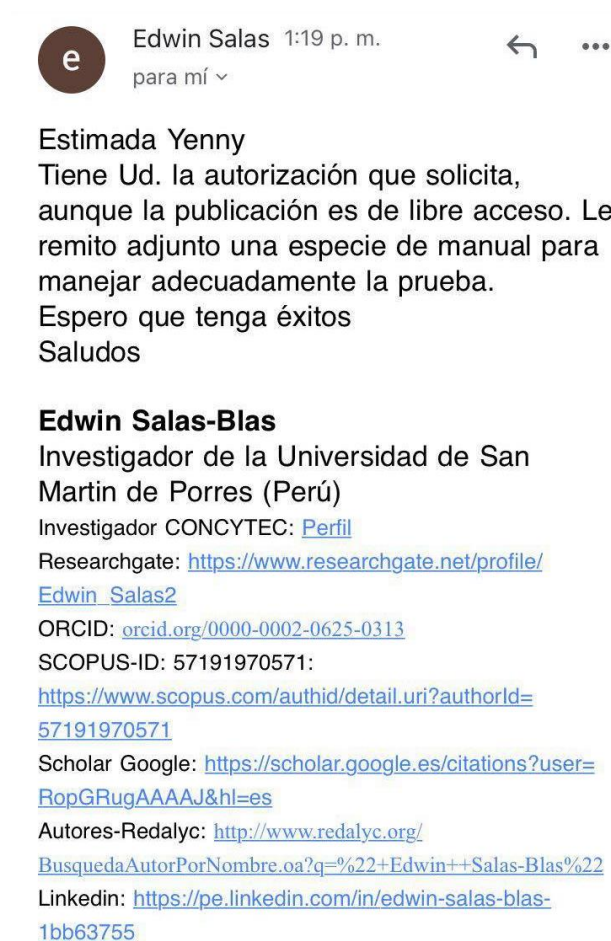 e
Edwin Salas 1:19 p. m.
para mí
Estimada Yenny
Tiene Ud. la autorización que solicita,
aunque la publicación es de libre acceso. Le
remito adjunto una especie de manual para
manejar adecuadamente la prueba.
Espero que tenga éxitos
Saludos
Edwin Salas-Blas
Investigador de la Universidad de San
Martin de Porres (Perú)
Investigador CONCYTEC: Perfil
Researchgate: https://www.researchgate.net/profile/
Edwin_Salas2
ORCID: orcid.org/0000-0002-0625-0313
SCOPUS-ID: 57191970571:
https://www.scopus.com/authid/detail.uri?authorId=
57191970571
Scholar Google: https://scholar.google.es/citations?user=
RopGRugAAAAJ&hl=es
Autores-Redalyc: http://www.redalyc.org/
BusquedaAutorPorNombre.oa?q=%22+Edwin++Salas-Blas%22
Linkedin: https://pe.linkedin.com/in/edwin-salas-blas-
1bb63755